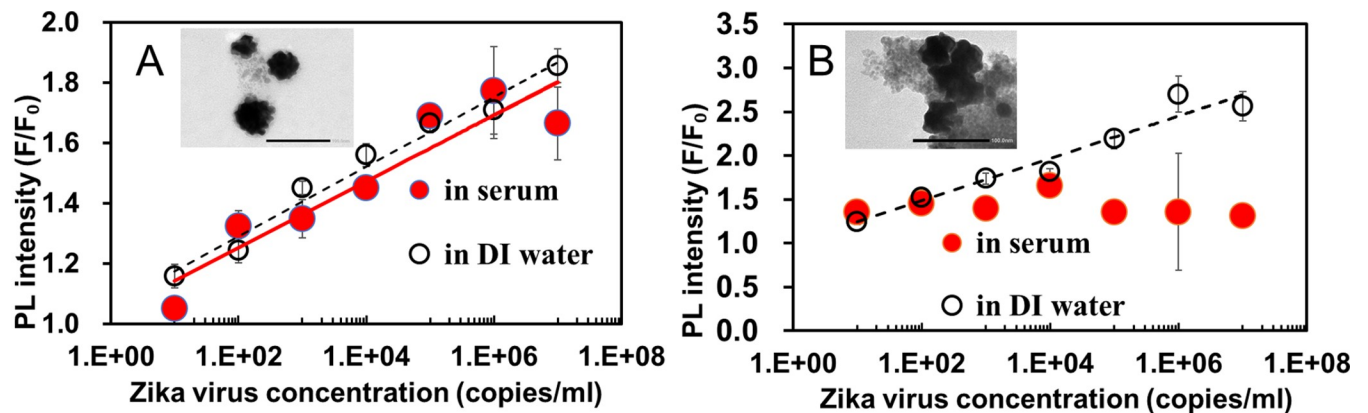 A
PL intensity (F/F0)
2.0
1.8
1.6
1.4
1.2
1.0
in serum
in DI water
1.E+00 1.E+02 1.E+04 1.E+06 1.E+08
Zika virus concentration (copies/ml)
B
PL intensity (F/F0)
3.5
3.0
2.5
2.0
1.5
1.0
0.5
0.0
100.0nm
in serum
in DI water
1.E+00 1.E+02 1.E+04 1.E+06 1.E+08
Zika virus concentration (copies/ml)